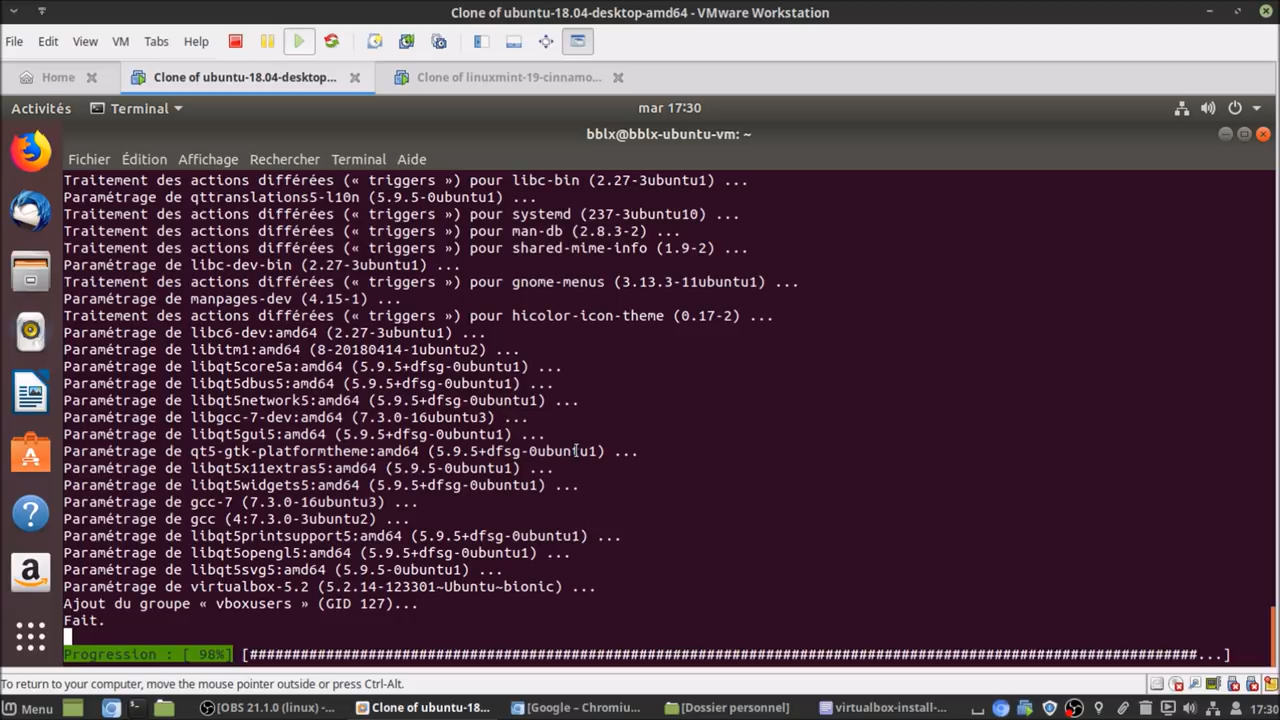 Clone of ubuntu-18.04-desktop-amd64 - VMware Workstation
File Edit View VM Tabs Help
Home Clone of ubuntu-18.04-desktop... Clone of linuxmint-19-cinnamo...
Activités Terminal mar 17:30
bblx@bblx-ubuntu-vm: ~
Fichier Édition Affichage Rechercher Terminal Aide
Traitement des actions différées (« triggers ») pour libc-bin (2.27-3ubuntu1) ...
Paramétrage de qttranslations5-l10n (5.9.5-0ubuntu1) ...
Traitement des actions différées (« triggers ») pour systemd (237-3ubuntu10) ...
Traitement des actions différées (« triggers ») pour man-db (2.8.3-2) ...
Traitement des actions différées (« triggers ») pour shared-mime-info (1.9-2) ...
Paramétrage de libc-dev-bin (2.27-3ubuntu1) ...
Traitement des actions différées (« triggers ») pour gnome-menus (3.13.3-11ubuntu1) ...
Paramétrage de manpages-dev (4.15-1) ...
Traitement des actions différées (« triggers ») pour hicolor-icon-theme (0.17-2) ...
Paramétrage de libc6-dev:amd64 (2.27-3ubuntu1) ...
Paramétrage de libitm1:amd64 (8-20180414-1ubuntu2) ...
Paramétrage de libqt5core5a:amd64 (5.9.5+dfsg-0ubuntu1) ...
Paramétrage de libqt5dbus5:amd64 (5.9.5+dfsg-0ubuntu1) ...
Paramétrage de libqt5network5:amd64 (5.9.5+dfsg-0ubuntu1) ...
Paramétrage de libgcc-7-dev:amd64 (7.3.0-16ubuntu3) ...
Paramétrage de libqt5gui5:amd64 (5.9.5+dfsg-0ubuntu1) ...
Paramétrage de qt5-gtk-platformtheme:amd64 (5.9.5+dfsg-0ubuntu1) ...
Paramétrage de libqt5x11extras5:amd64 (5.9.5-0ubuntu1) ...
Paramétrage de libqt5widgets5:amd64 (5.9.5+dfsg-0ubuntu1) ...
Paramétrage de gcc-7 (7.3.0-16ubuntu3) ...
Paramétrage de gcc (4:7.3.0-3ubuntu2) ...
Paramétrage de libqt5printsupport5:amd64 (5.9.5+dfsg-0ubuntu1) ...
Paramétrage de libqt5opengl5:amd64 (5.9.5+dfsg-0ubuntu1) ...
Paramétrage de libqt5svg5:amd64 (5.9.5-0ubuntu1) ...
Paramétrage de virtualbox-5.2 (5.2.14-123301~Ubuntu~bionic) ...
Ajout du groupe « vboxusers » (GID 127)...
Fait.
Progression : [ 98%] [################################################################################################################...]
To return to your computer, move the mouse pointer outside or press Ctrl-Alt.
Menu [OBS 21.1.0 (linux) -... Clone of ubuntu-18... [Google – Chromiu... [Dossier personnel] virtualbox-install-... 17:30